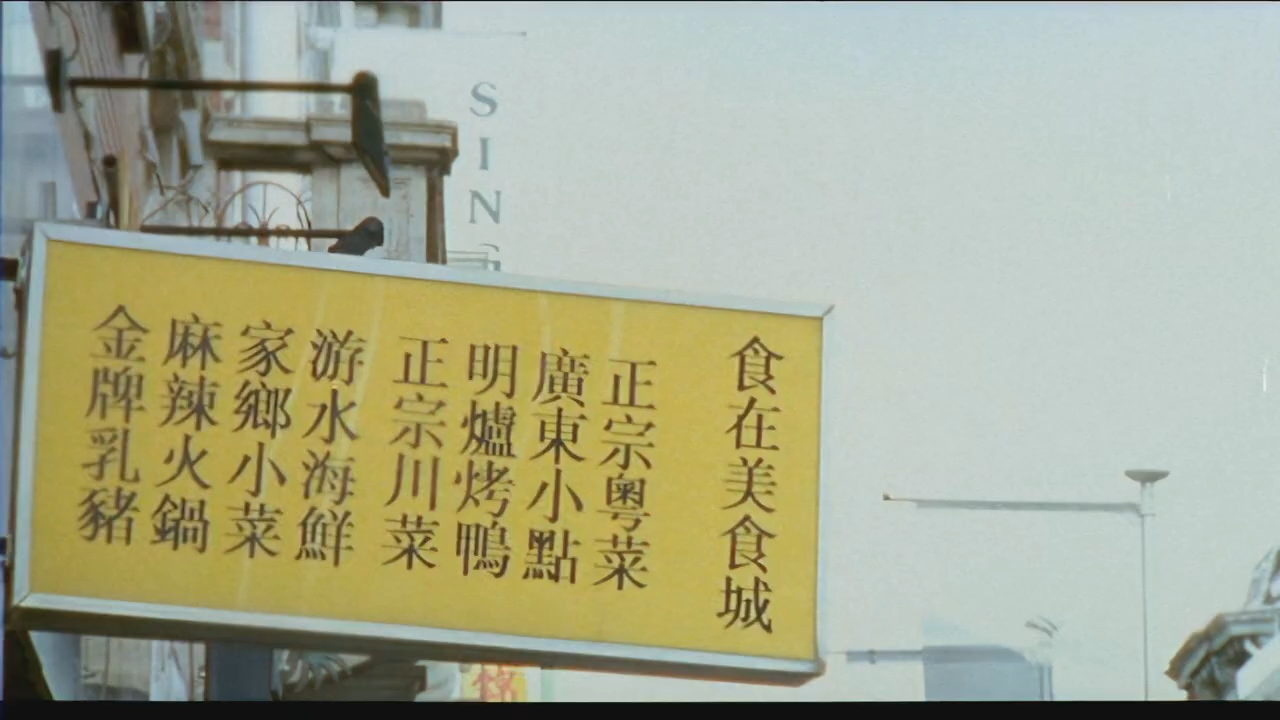 食在美食城
正宗粵菜
廣東小點
明爐烤鴨
正宗川菜
游水海鮮
家鄉小菜
麻辣火鍋
金牌乳豬
SIN